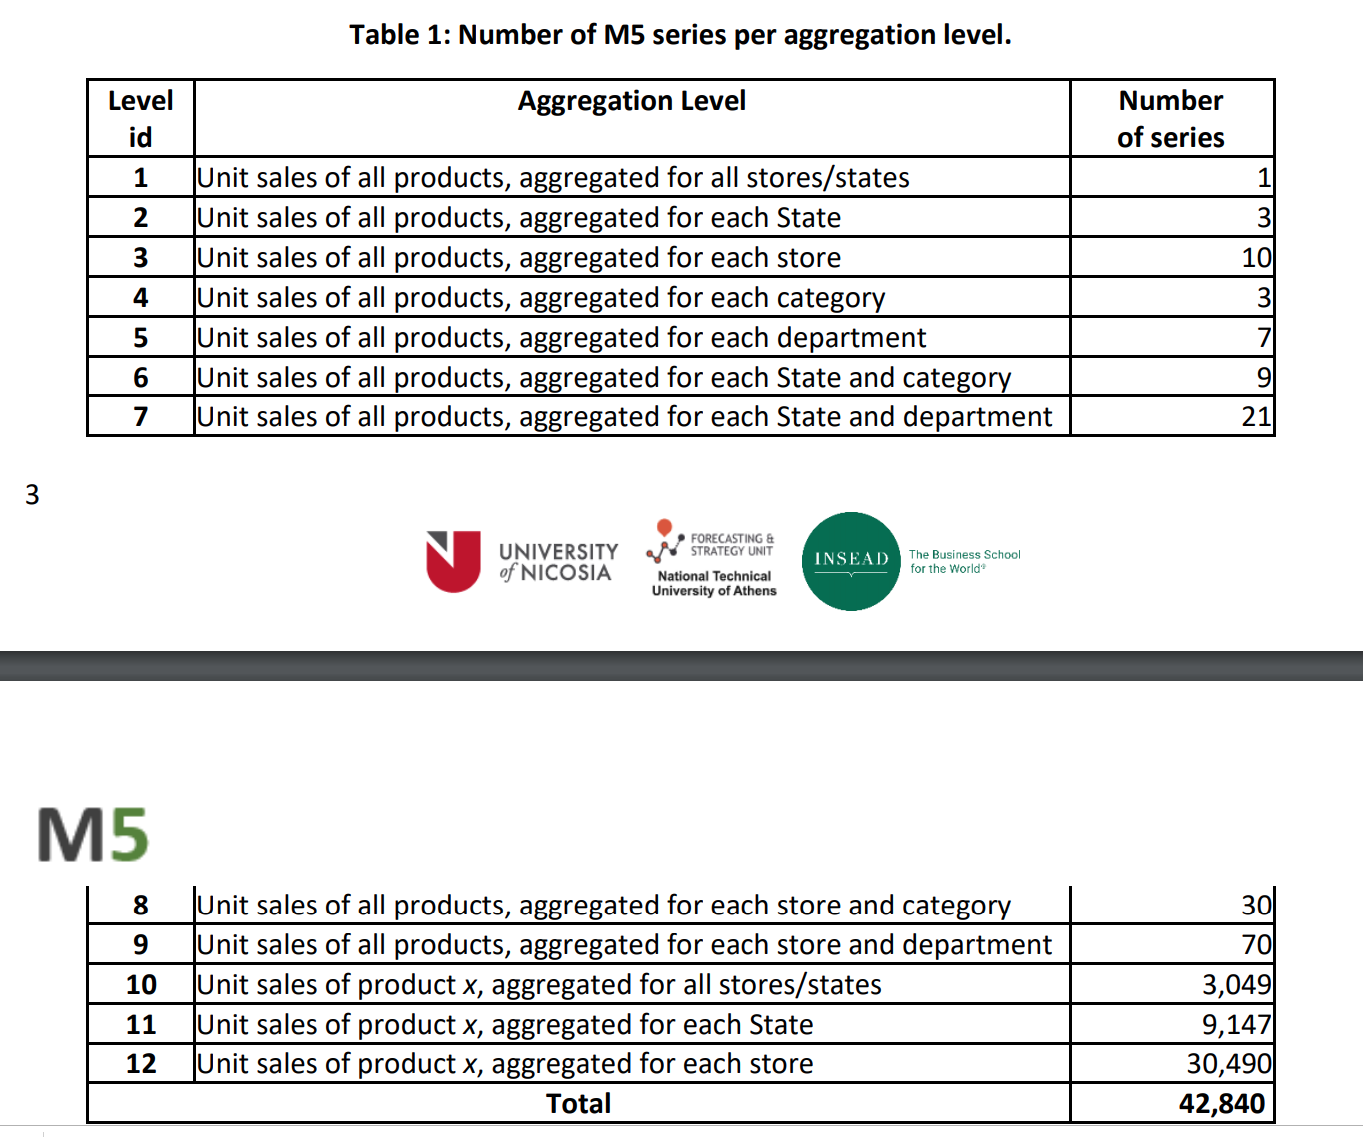 Table 1: Number of M5 series per aggregation level.
Level id Aggregation Level Number of series
1 Unit sales of all products, aggregated for all stores/states 1
2 Unit sales of all products, aggregated for each State 3
3 Unit sales of all products, aggregated for each store 10
4 Unit sales of all products, aggregated for each category 3
5 Unit sales of all products, aggregated for each department 7
6 Unit sales of all products, aggregated for each State and category 9
7 Unit sales of all products, aggregated for each State and department 21
3
UNIVERSITY
of NICOSIA
FORECASTING &
STRATEGY UNIT
National Technical
University of Athens
INSEAD
The Business School
for the World®
M5
8 Unit sales of all products, aggregated for each store and category 30
9 Unit sales of all products, aggregated for each store and department 70
10 Unit sales of product x, aggregated for all stores/states 3,049
11 Unit sales of product x, aggregated for each State 9,147
12 Unit sales of product x, aggregated for each store 30,490
Total 42,840